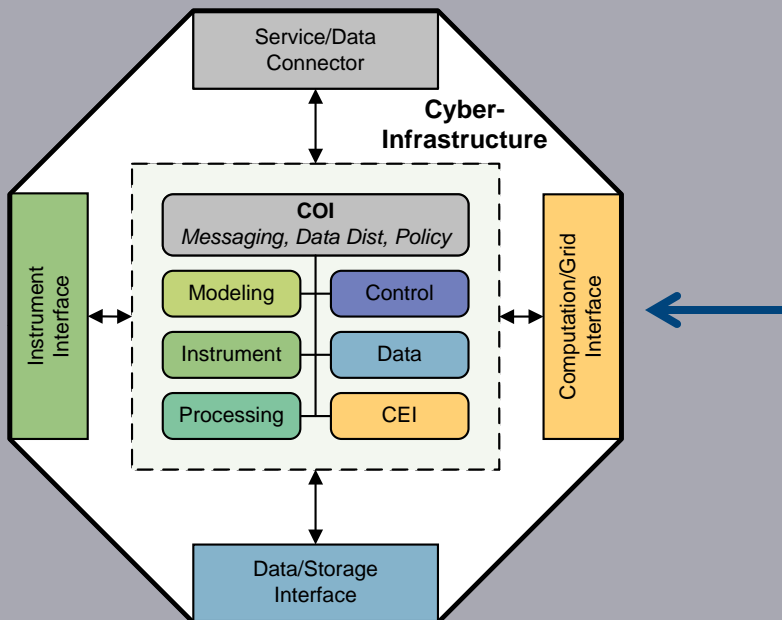 Service/Data
Connector
Cyber-
Infrastructure
COI
Messaging, Data Dist, Policy
Modeling
Control
Instrument
Data
Processing
CEI
Instrument
Interface
Computation/Grid
Interface
Data/Storage
Interface